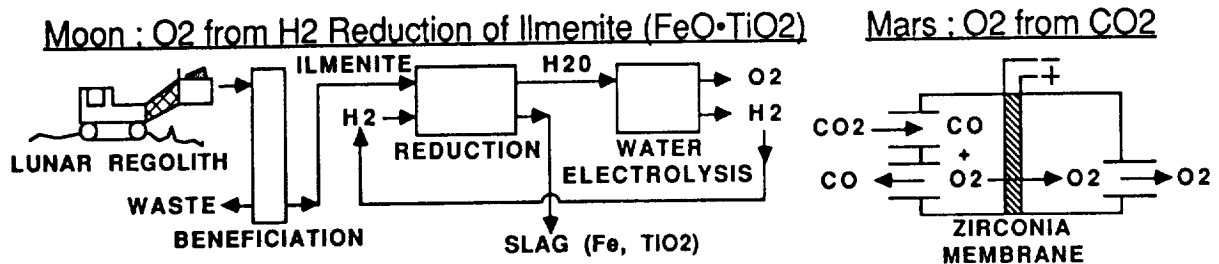 Moon : O2 from H2 Reduction of Ilmenite (FeO•TiO2)
ILMENITE
H20
O2
H2
H2
REDUCTION
WATER
ELECTROLYSIS
LUNAR REGOLITH
WASTE
BENEFICIATION
SLAG (Fe, TiO2)
Mars : O2 from CO2
CO2
CO
+
CO
O2
O2
O2
ZIRCONIA
MEMBRANE